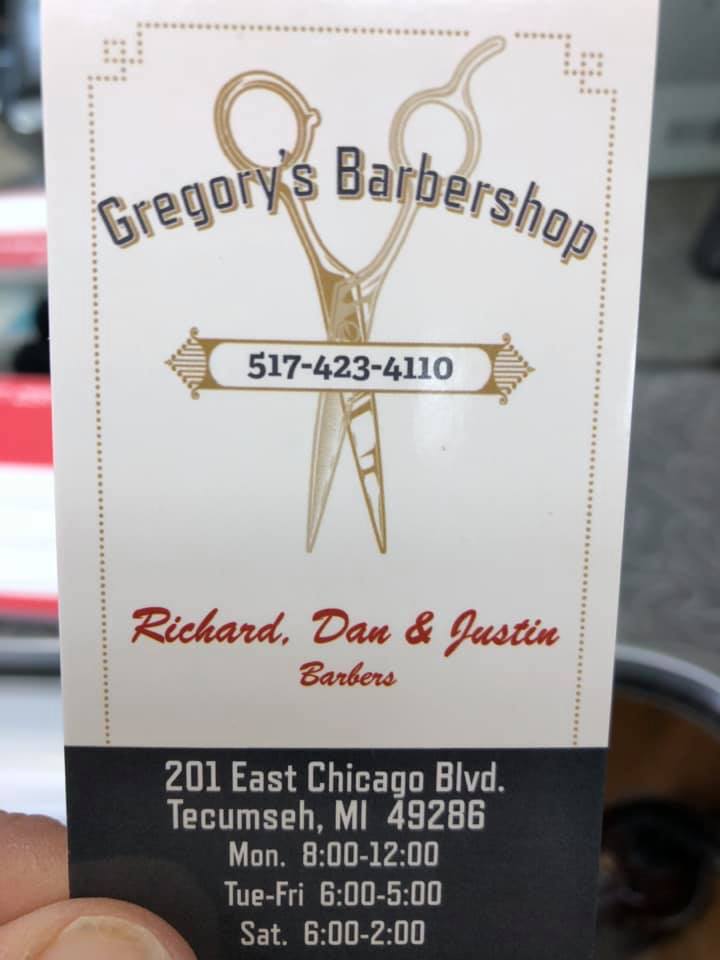 Gregory's Barbershop
517-423-4110
Richard, Dan & Justin
Barbers
201 East Chicago Blvd.
Tecumseh, MI 49286
Mon. 8:00-12:00
Tue-Fri 6:00-5:00
Sat. 6:00-2:00